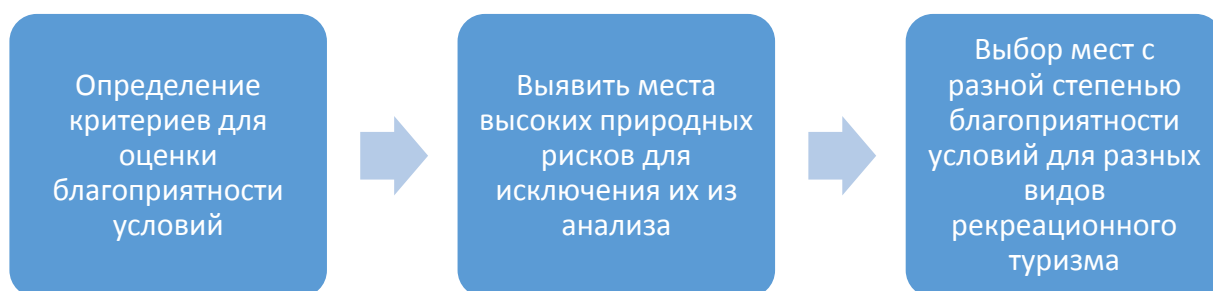 Определение
критериев для
оценки
благоприятности
условий
Выявить места
высоких природных
рисков для
исключения их из
анализа
Выбор мест с
разной степенью
благоприятности
условий для разных
видов
рекреационного
туризма